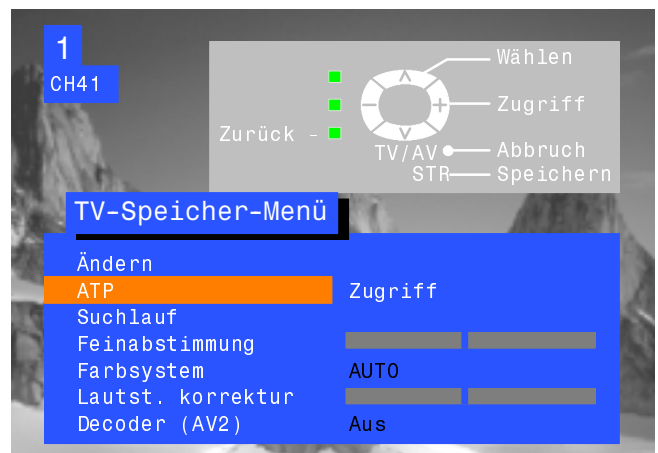 1
CH41
Wählen
Zugriff
Zurück -
TV/AV Abbruch
STR Speichern
TV-Speicher-Menü
Ändern
ATP Zugriff
Suchlauf
Feinabstimmung
Farbsystem AUTO
Lautst. korrektur
Decoder (AV2) Aus